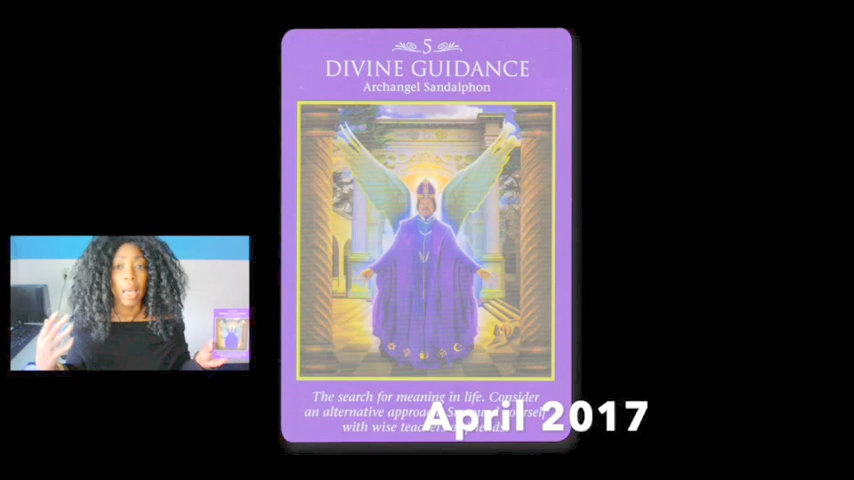 5
DIVINE GUIDANCE
Archangel Sandalphon
The search for meaning in life. Consider
an alternative approach
with wise
April 2017